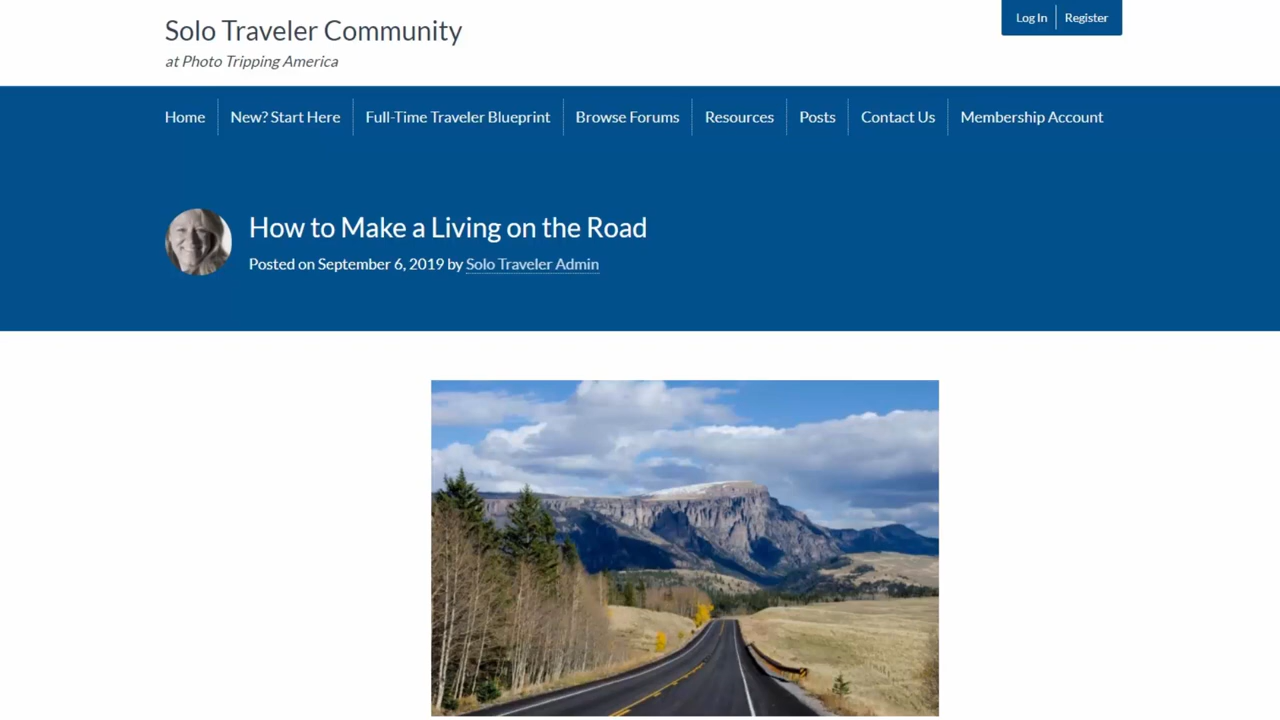 Solo Traveler Community
at Photo Tripping America
Log In
Register
Home
New? Start Here
Full-Time Traveler Blueprint
Browse Forums
Resources
Posts
Contact Us
Membership Account
How to Make a Living on the Road
Posted on September 6, 2019 by Solo Traveler Admin